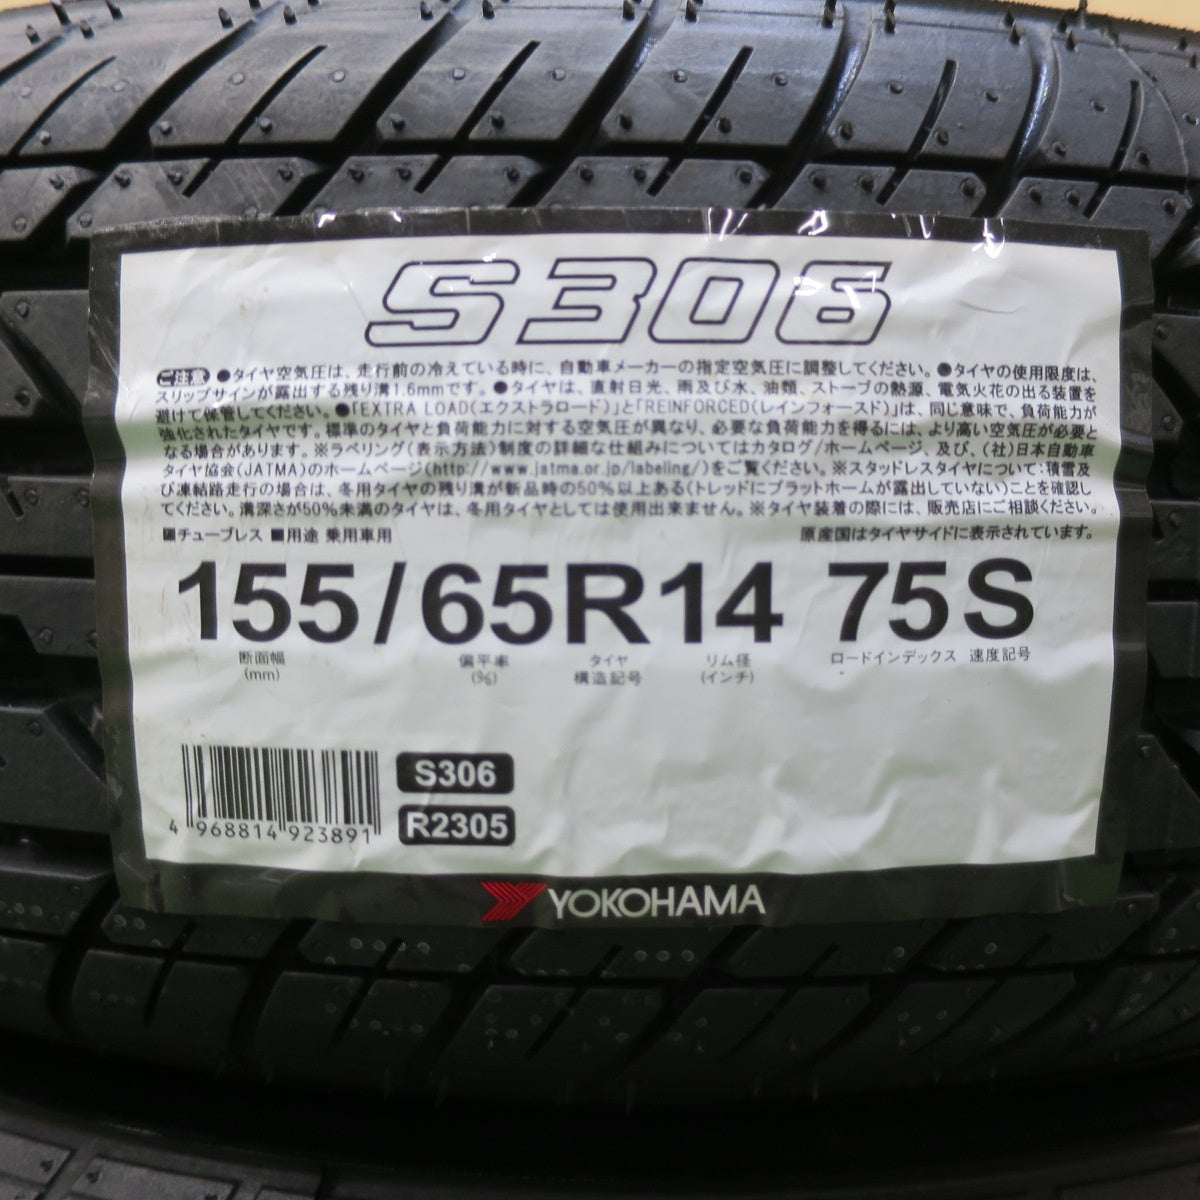 S306
ご注意 ●タイヤ空気圧は、走行前の冷えている時に、自動車メーカーの指定空気圧に調整してください。●タイヤの使用限度は、
スリップサインが露出する残り溝1.6mmです。●タイヤは、直射日光、雨及び水、油類、ストーブの熱源、電気火花の出る装置を
避けて保管してください。●「EXTRA LOAD(エクストラロード)」と「REINFORCED(レインフォースド)」は、同じ意味で、負荷能力が
強化されたタイヤです。標準のタイヤと負荷能力に対する空気圧が異なり、必要な負荷能力を得るには、より高い空気圧が必要と
なる場合があります。※ラベリング(表示方法)制度の詳細な仕組みについてはカタログ/ホームページ、及び、(社)日本自動車
タイヤ協会(JATMA)のホームページ(http://www.jatma.or.jp/labeling/)をご覧ください。※スタッドレスタイヤについて:積雪及
び凍結路走行の場合は、冬用タイヤの残り溝が新品時の50%以上ある(トレッドにプラットホームが露出していない)ことを確認し
てください。溝深さが50%未満のタイヤは、冬用タイヤとしては使用出来ません。※タイヤ装着の際には、販売店にご相談ください。
■チューブレス ■用途 乗用車用 原産国はタイヤサイドに表示されています。
155/65R14 75S
断面幅 偏平率 タイヤ リム径 ロードインデックス 速度記号
(mm) (%) 構造記号 (インチ)
S306
R2305
4 968814 923891
YOKOHAMA